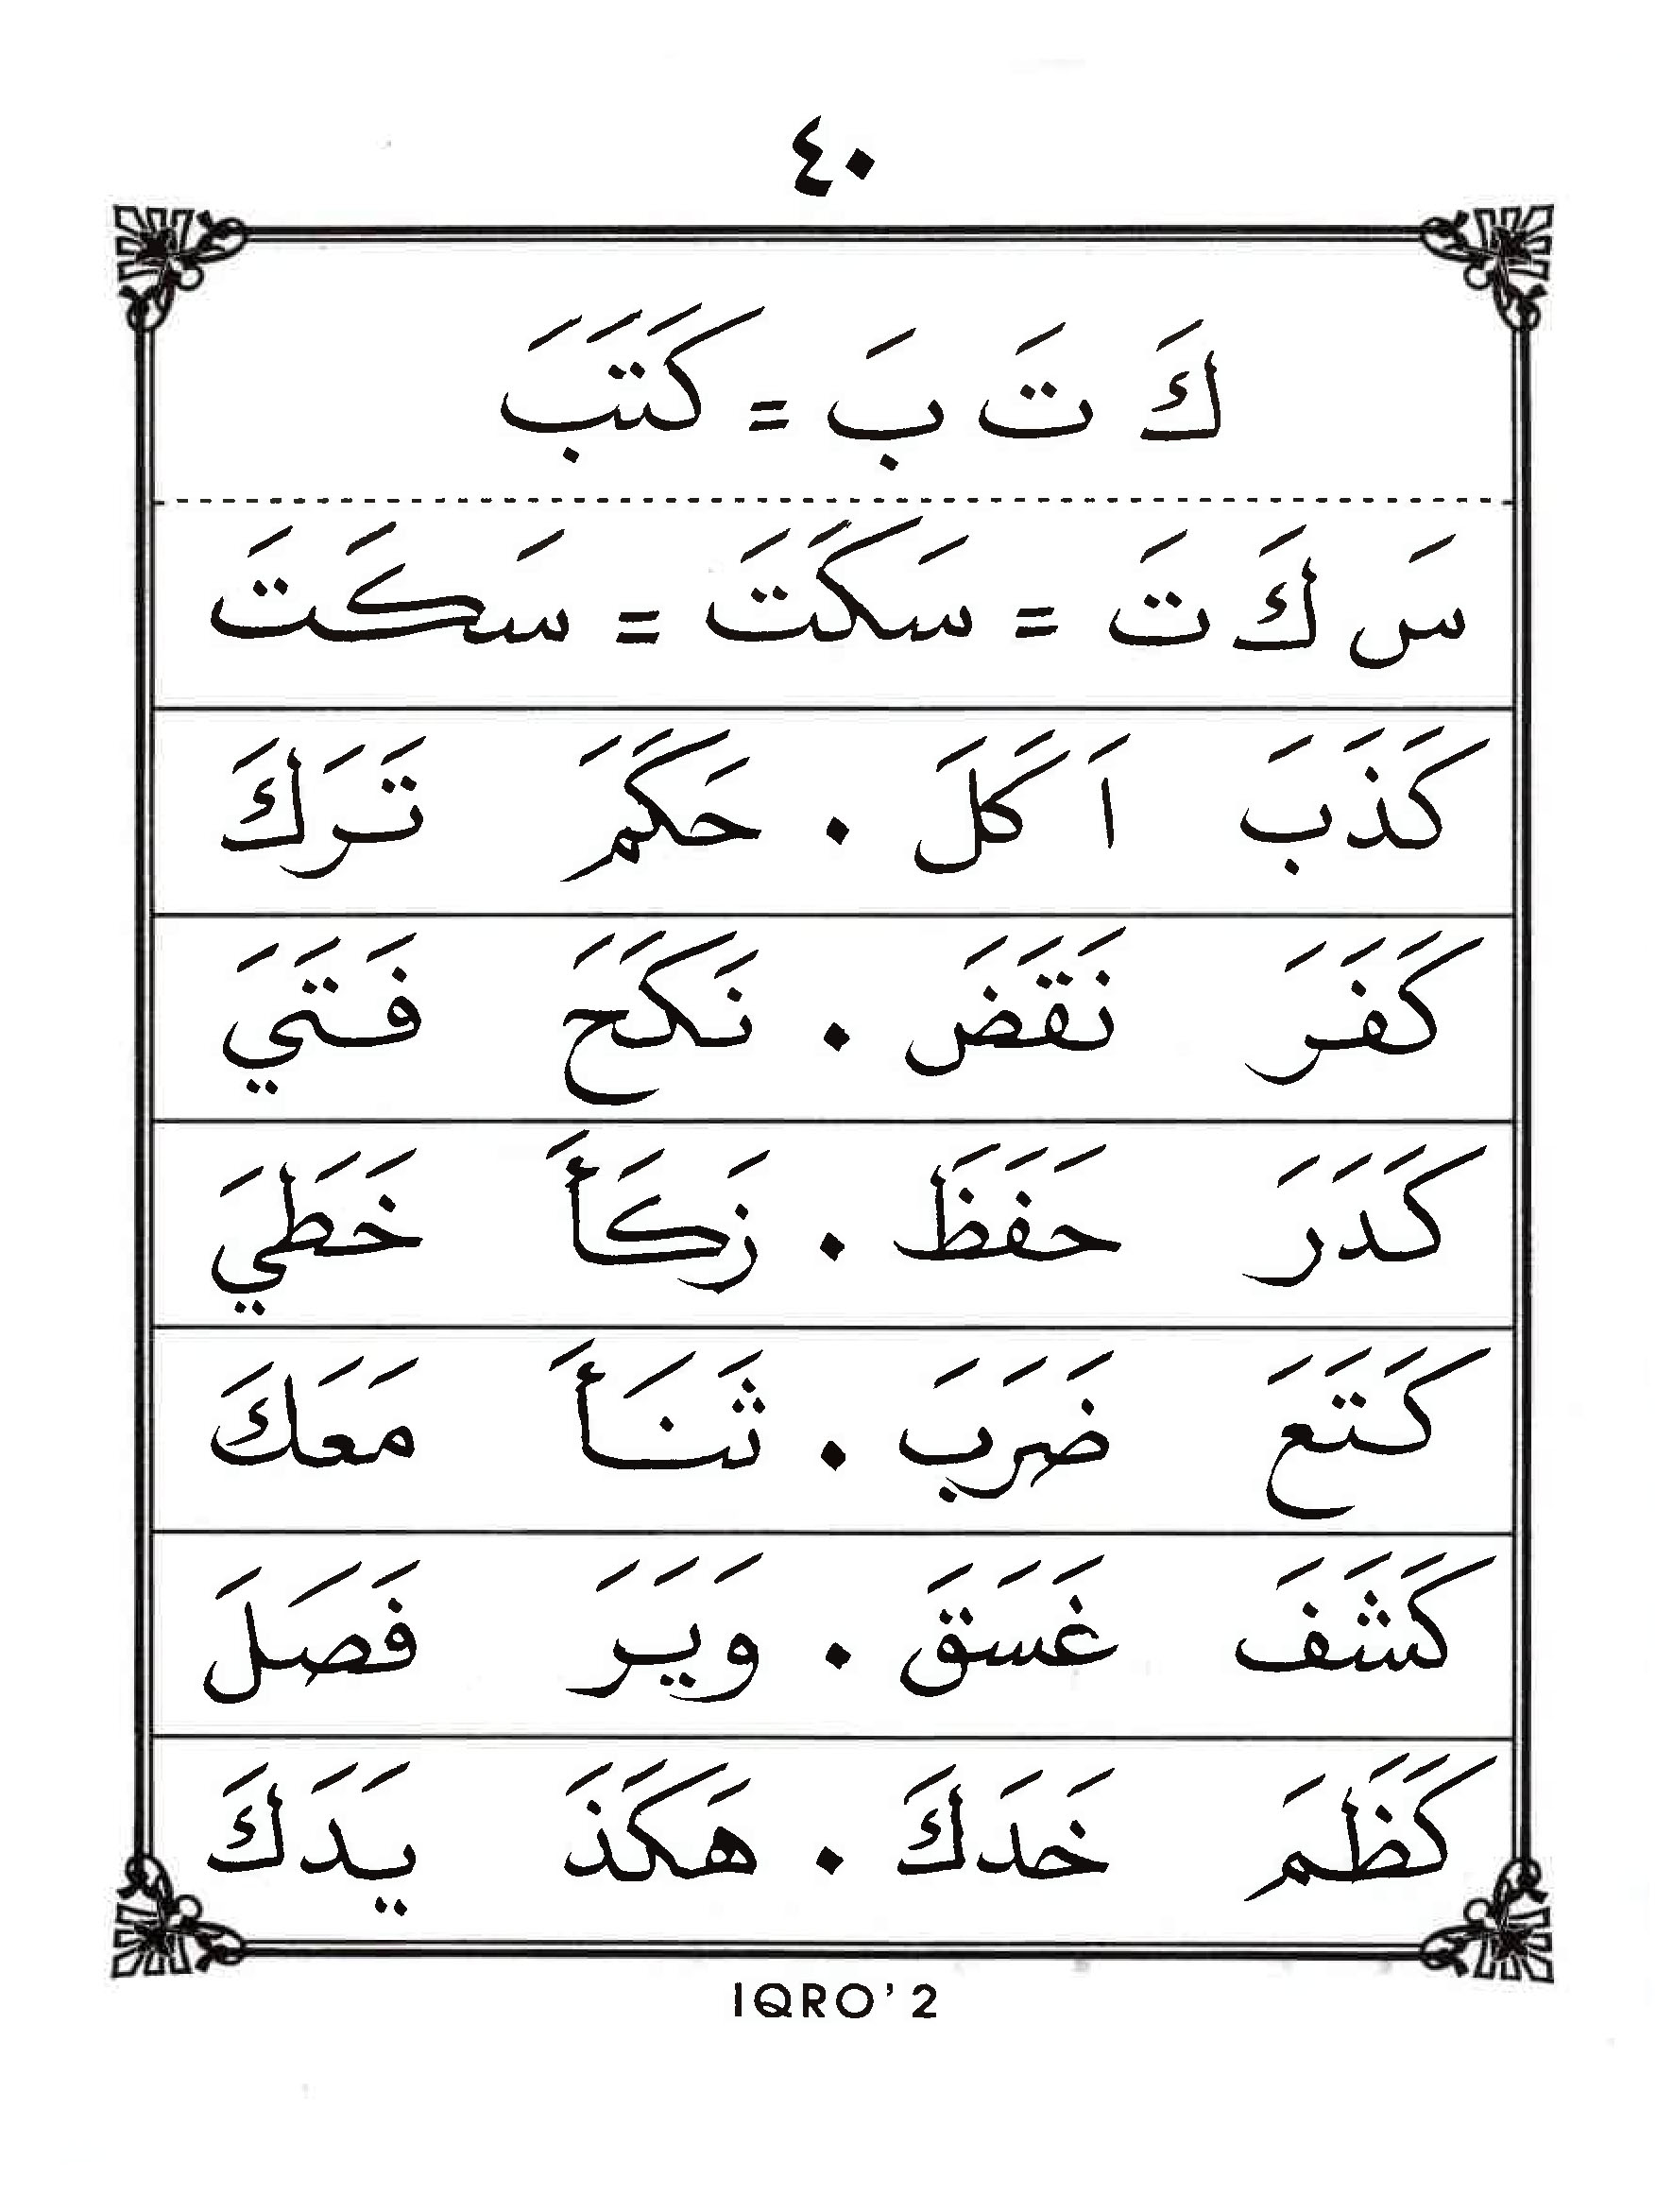 ٤٠
كَ تَ بَ = كَتَبَ
سَ كَ تَ = سَكَتَ = سَكَتَ
كَذَبَ اَكَلَ . حَكَمَ تَرَكَ
كَفَرَ نَقَضَ . نَكَحَ فَتَيَ
كَدَرَ حَفَظَ . زَكَأَ خَطَيَ
كَتَعَ ضَرَبَ . ثَنَأَ مَعَكَ
كَشَفَ غَسَقَ . وَيَرَ فَصَلَ
كَظَمَ خَدَكَ . هَكَذَ يَدَكَ
IQRO' 2